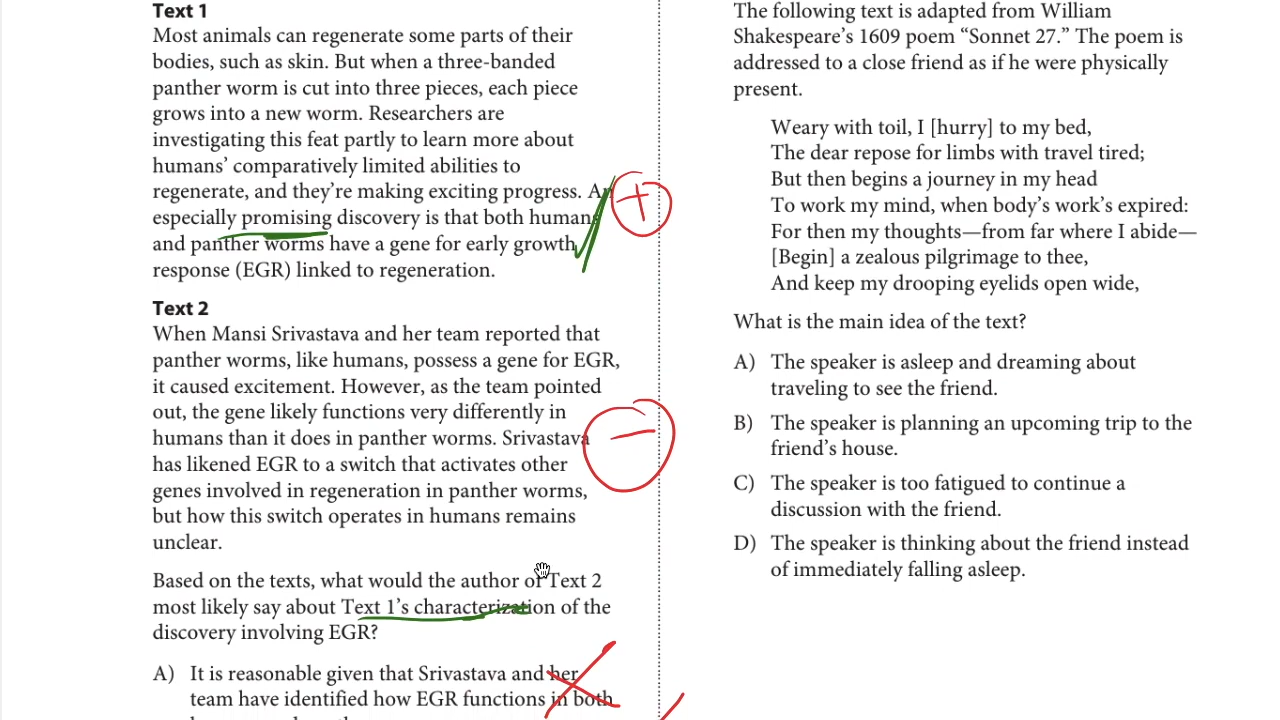 Text 1
Most animals can regenerate some parts of their
bodies, such as skin. But when a three-banded
panther worm is cut into three pieces, each piece
grows into a new worm. Researchers are
investigating this feat partly to learn more about
humans' comparatively limited abilities to
regenerate, and they're making exciting progress. An
especially promising discovery is that both humans
and panther worms have a gene for early growth
response (EGR) linked to regeneration.
Text 2
When Mansi Srivastava and her team reported that
panther worms, like humans, possess a gene for EGR,
it caused excitement. However, as the team pointed
out, the gene likely functions very differently in
humans than it does in panther worms. Srivastava
has likened EGR to a switch that activates other
genes involved in regeneration in panther worms,
but how this switch operates in humans remains
unclear.
Based on the texts, what would the author of Text 2
most likely say about Text 1's characterization of the
discovery involving EGR?
A) It is reasonable given that Srivastava and her
team have identified how EGR functions in both
The following text is adapted from William
Shakespeare's 1609 poem “Sonnet 27.” The poem is
addressed to a close friend as if he were physically
present.
Weary with toil, I [hurry] to my bed,
The dear repose for limbs with travel tired;
But then begins a journey in my head
To work my mind, when body's work's expired:
For then my thoughts—from far where I abide—
[Begin] a zealous pilgrimage to thee,
And keep my drooping eyelids open wide,
What is the main idea of the text?
A) The speaker is asleep and dreaming about
traveling to see the friend.
B) The speaker is planning an upcoming trip to the
friend's house.
C) The speaker is too fatigued to continue a
discussion with the friend.
D) The speaker is thinking about the friend instead
of immediately falling asleep.